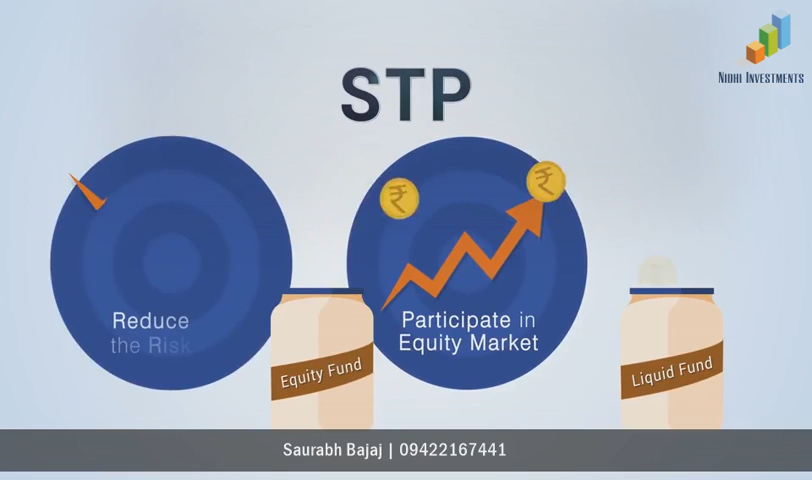 NIDHI INVESTMENTS
STP
Reduce
the Risk
Participate in
Equity Market
₹
₹
Equity Fund
Liquid Fund
Saurabh Bajaj | 09422167441